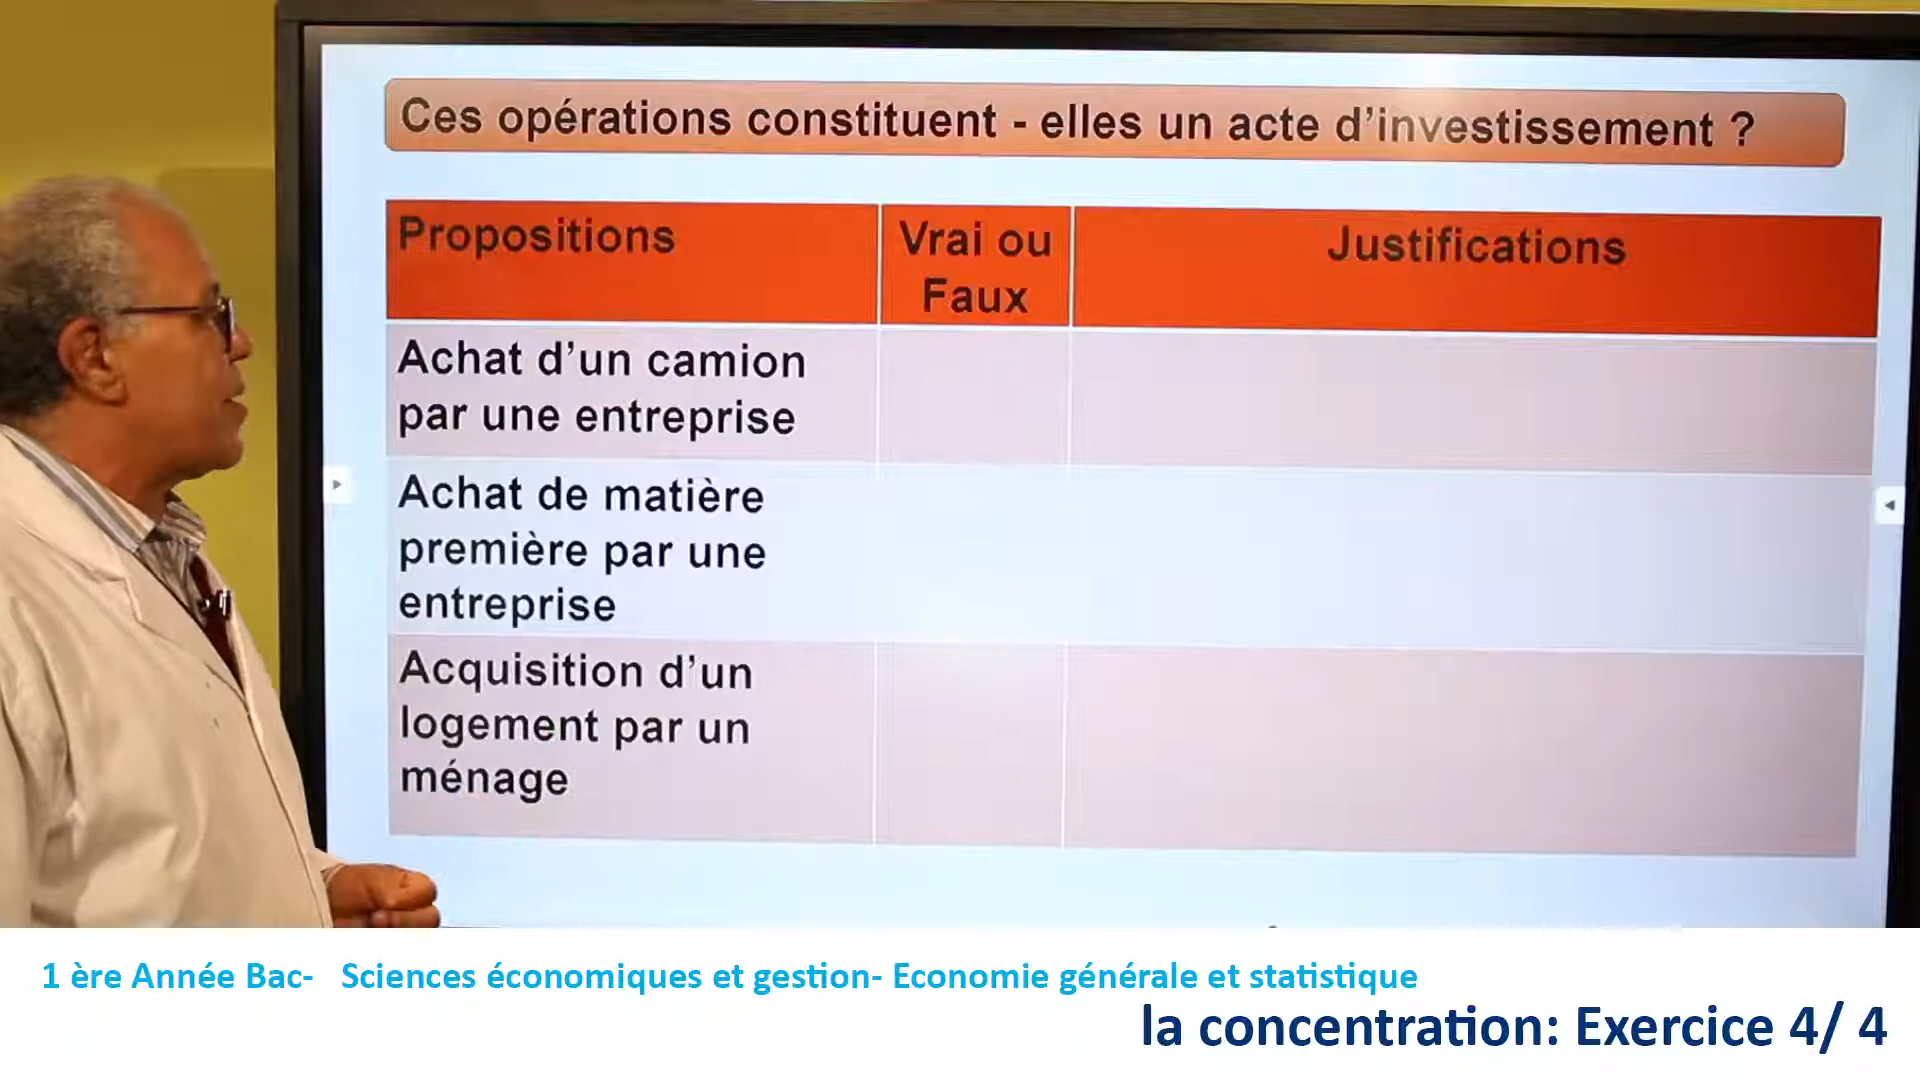 Ces opérations constituent - elles un acte d’investissement ?
Propositions
Vrai ou
Faux
Justifications
Achat d’un camion
par une entreprise
Achat de matière
première par une
entreprise
Acquisition d’un
logement par un
ménage
1 ère Année Bac- Sciences économiques et gestion- Economie générale et statistique
la concentration: Exercice 4/ 4